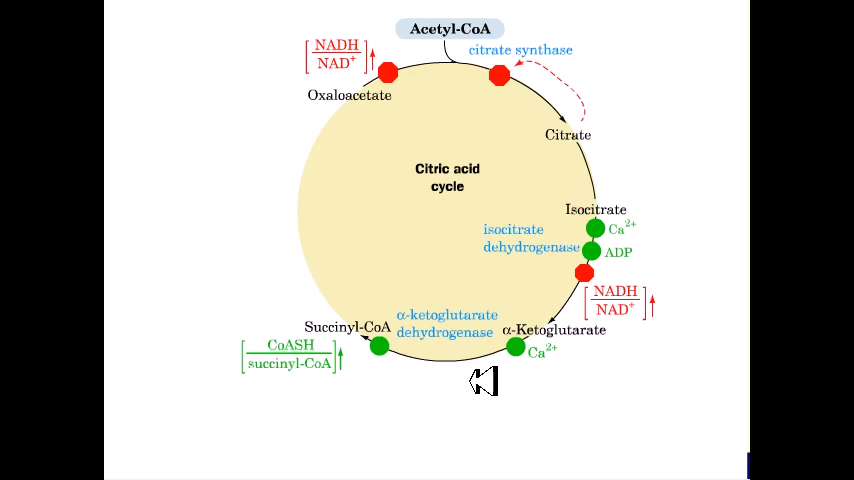 Acetyl-CoA
citrate synthase
[NADH/NAD⁺]↑
Oxaloacetate
Citrate
Citric acid
cycle
Isocitrate
Ca²⁺
isocitrate
dehydrogenase
ADP
[NADH/NAD⁺]↑
α-ketoglutarate
dehydrogenase
Succinyl-CoA
α-Ketoglutarate
Ca²⁺
[CoASH/succinyl-CoA]↑